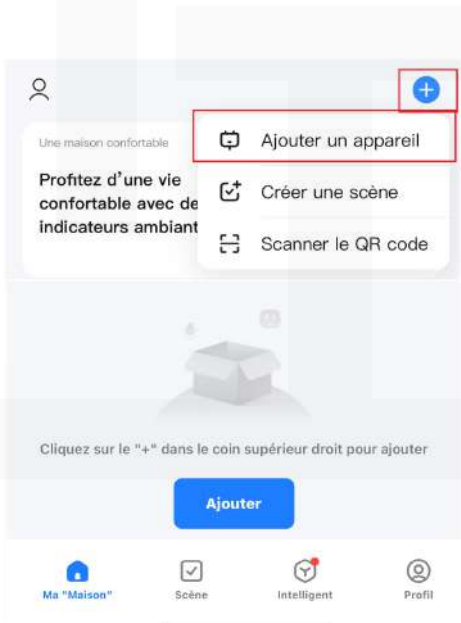 Une maison confortable
Profitez d'une vie
confortable avec de
indicateurs ambiant
Ajouter un appareil
Créer une scène
Scanner le QR code
Cliquez sur le "+" dans le coin supérieur droit pour ajouter
Ajouter
Ma "Maison"
Scène
Intelligent
Profil